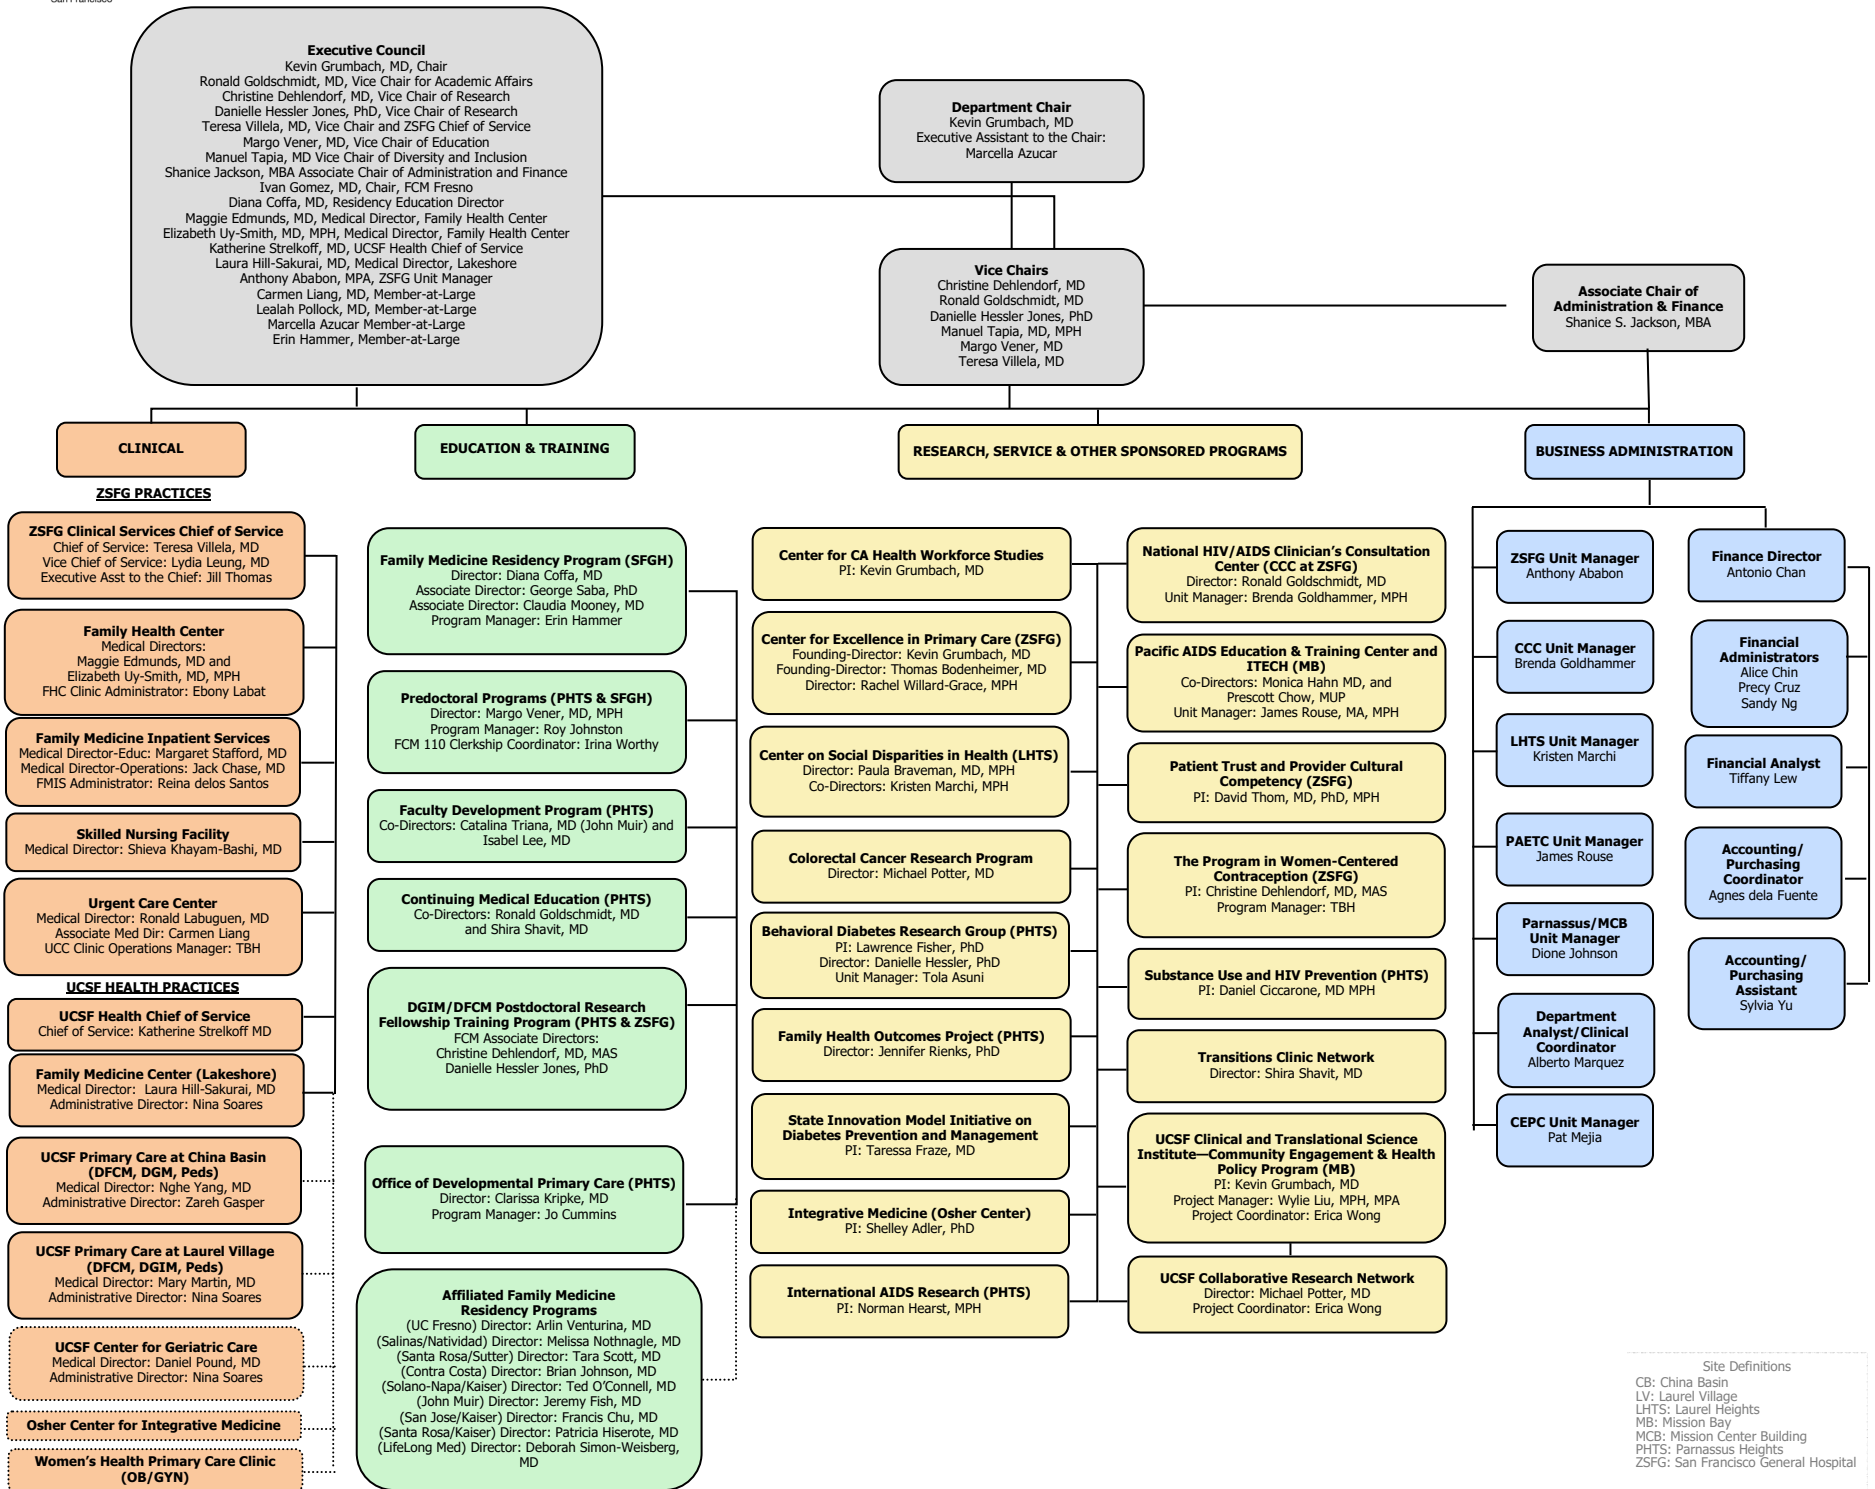 San Francisco
Executive Council
Kevin Grumbach, MD, Chair
Ronald Goldschmidt, MD, Vice Chair for Academic Affairs
Christine Dehlendorf, MD, Vice Chair of Research
Danielle Hessler Jones, PhD, Vice Chair of Research
Teresa Villela, MD, Vice Chair and ZSFG Chief of Service
Margo Vener, MD, Vice Chair of Education
Manuel Tapia, MD Vice Chair of Diversity and Inclusion
Shanice Jackson, MBA Associate Chair of Administration and Finance
Ivan Gomez, MD, Chair, FCM Fresno
Diana Coffa, MD, Residency Education Director
Maggie Edmunds, MD, Medical Director, Family Health Center
Elizabeth Uy-Smith, MD, MPH, Medical Director, Family Health Center
Katherine Strelkoff, MD, UCSF Health Chief of Service
Laura Hill-Sakurai, MD, Medical Director, Lakeshore
Anthony Ababon, MPA, ZSFG Unit Manager
Carmen Liang, MD, Member-at-Large
Lealah Pollock, MD, Member-at-Large
Marcella Azucar Member-at-Large
Erin Hammer, Member-at-Large
Department Chair
Kevin Grumbach, MD
Executive Assistant to the Chair:
Marcella Azucar
Vice Chairs
Christine Dehlendorf, MD
Ronald Goldschmidt, MD
Danielle Hessler Jones, PhD
Manuel Tapia, MD, MPH
Margo Vener, MD
Teresa Villela, MD
Associate Chair of
Administration & Finance
Shanice S. Jackson, MBA
CLINICAL
EDUCATION & TRAINING
RESEARCH, SERVICE & OTHER SPONSORED PROGRAMS
BUSINESS ADMINISTRATION
ZSFG PRACTICES
ZSFG Clinical Services Chief of Service
Chief of Service: Teresa Villela, MD
Vice Chief of Service: Lydia Leung, MD
Executive Asst to the Chief: Jill Thomas
Family Health Center
Medical Directors:
Maggie Edmunds, MD and
Elizabeth Uy-Smith, MD, MPH
FHC Clinic Administrator: Ebony Labat
Family Medicine Inpatient Services
Medical Director-Educ: Margaret Stafford, MD
Medical Director-Operations: Jack Chase, MD
FMIS Administrator: Reina delos Santos
Skilled Nursing Facility
Medical Director: Shieva Khayam-Bashi, MD
Urgent Care Center
Medical Director: Ronald Labuguen, MD
Associate Med Dir: Carmen Liang
UCC Clinic Operations Manager: TBH
UCSF HEALTH PRACTICES
UCSF Health Chief of Service
Chief of Service: Katherine Strelkoff MD
Family Medicine Center (Lakeshore)
Medical Director: Laura Hill-Sakurai, MD
Administrative Director: Nina Soares
UCSF Primary Care at China Basin
(DFCM, DGM, Peds)
Medical Director: Nghe Yang, MD
Administrative Director: Zareh Gasper
UCSF Primary Care at Laurel Village
(DFCM, DGIM, Peds)
Medical Director: Mary Martin, MD
Administrative Director: Nina Soares
UCSF Center for Geriatric Care
Medical Director: Daniel Pound, MD
Administrative Director: Nina Soares
Osher Center for Integrative Medicine
Women's Health Primary Care Clinic
(OB/GYN)
Family Medicine Residency Program (SFGH)
Director: Diana Coffa, MD
Associate Director: George Saba, PhD
Associate Director: Claudia Mooney, MD
Program Manager: Erin Hammer
Predoctoral Programs (PHTS & SFGH)
Director: Margo Vener, MD, MPH
Program Manager: Roy Johnston
FCM 110 Clerkship Coordinator: Irina Worthy
Faculty Development Program (PHTS)
Co-Directors: Catalina Triana, MD (John Muir) and
Isabel Lee, MD
Continuing Medical Education (PHTS)
Co-Directors: Ronald Goldschmidt, MD
and Shira Shavit, MD
DGIM/DFCM Postdoctoral Research
Fellowship Training Program (PHTS & ZSFG)
FCM Associate Directors:
Christine Dehlendorf, MD, MAS
Danielle Hessler Jones, PhD
Office of Developmental Primary Care (PHTS)
Director: Clarissa Kripke, MD
Program Manager: Jo Cummins
Affiliated Family Medicine
Residency Programs
(UC Fresno) Director: Arlin Venturina, MD
(Salinas/Natividad) Director: Melissa Nothnagle, MD
(Santa Rosa/Sutter) Director: Tara Scott, MD
(Contra Costa) Director: Brian Johnson, MD
(Solano-Napa/Kaiser) Director: Ted O'Connell, MD
(John Muir) Director: Jeremy Fish, MD
(San Jose/Kaiser) Director: Francis Chu, MD
(Santa Rosa/Kaiser) Director: Patricia Hiserote, MD
(LifeLong Med) Director: Deborah Simon-Weisberg,
MD
Center for CA Health Workforce Studies
PI: Kevin Grumbach, MD
Center for Excellence in Primary Care (ZSFG)
Founding-Director: Kevin Grumbach, MD
Founding-Director: Thomas Bodenheimer, MD
Director: Rachel Willard-Grace, MPH
Center on Social Disparities in Health (LHTS)
Director: Paula Braveman, MD, MPH
Co-Directors: Kristen Marchi, MPH
Colorectal Cancer Research Program
Director: Michael Potter, MD
Behavioral Diabetes Research Group (PHTS)
PI: Lawrence Fisher, PhD
Director: Danielle Hessler, PhD
Unit Manager: Tola Asuni
Family Health Outcomes Project (PHTS)
Director: Jennifer Rienks, PhD
State Innovation Model Initiative on
Diabetes Prevention and Management
PI: Taressa Fraze, MD
Integrative Medicine (Osher Center)
PI: Shelley Adler, PhD
International AIDS Research (PHTS)
PI: Norman Hearst, MPH
National HIV/AIDS Clinician's Consultation
Center (CCC at ZSFG)
Director: Ronald Goldschmidt, MD
Unit Manager: Brenda Goldhammer, MPH
Pacific AIDS Education & Training Center and
ITECH (MB)
Co-Directors: Monica Hahn MD, and
Prescott Chow, MUP
Unit Manager: James Rouse, MA, MPH
Patient Trust and Provider Cultural
Competency (ZSFG)
PI: David Thom, MD, PhD, MPH
The Program in Women-Centered
Contraception (ZSFG)
PI: Christine Dehlendorf, MD, MAS
Program Manager: TBH
Substance Use and HIV Prevention (PHTS)
PI: Daniel Ciccarone, MD MPH
Transitions Clinic Network
Director: Shira Shavit, MD
UCSF Clinical and Translational Science
Institute—Community Engagement & Health
Policy Program (MB)
PI: Kevin Grumbach, MD
Project Manager: Wylie Liu, MPH, MPA
Project Coordinator: Erica Wong
UCSF Collaborative Research Network
Director: Michael Potter, MD
Project Coordinator: Erica Wong
ZSFG Unit Manager
Anthony Ababon
CCC Unit Manager
Brenda Goldhammer
LHTS Unit Manager
Kristen Marchi
PAETC Unit Manager
James Rouse
Parnassus/MCB
Unit Manager
Dione Johnson
Department
Analyst/Clinical
Coordinator
Alberto Marquez
CEPC Unit Manager
Pat Mejia
Finance Director
Antonio Chan
Financial
Administrators
Alice Chin
Precy Cruz
Sandy Ng
Financial Analyst
Tiffany Lew
Accounting/
Purchasing
Coordinator
Agnes dela Fuente
Accounting/
Purchasing
Assistant
Sylvia Yu
Site Definitions
CB: China Basin
LV: Laurel Village
LHTS: Laurel Heights
MB: Mission Bay
MCB: Mission Center Building
PHTS: Parnassus Heights
ZSFG: San Francisco General Hospital